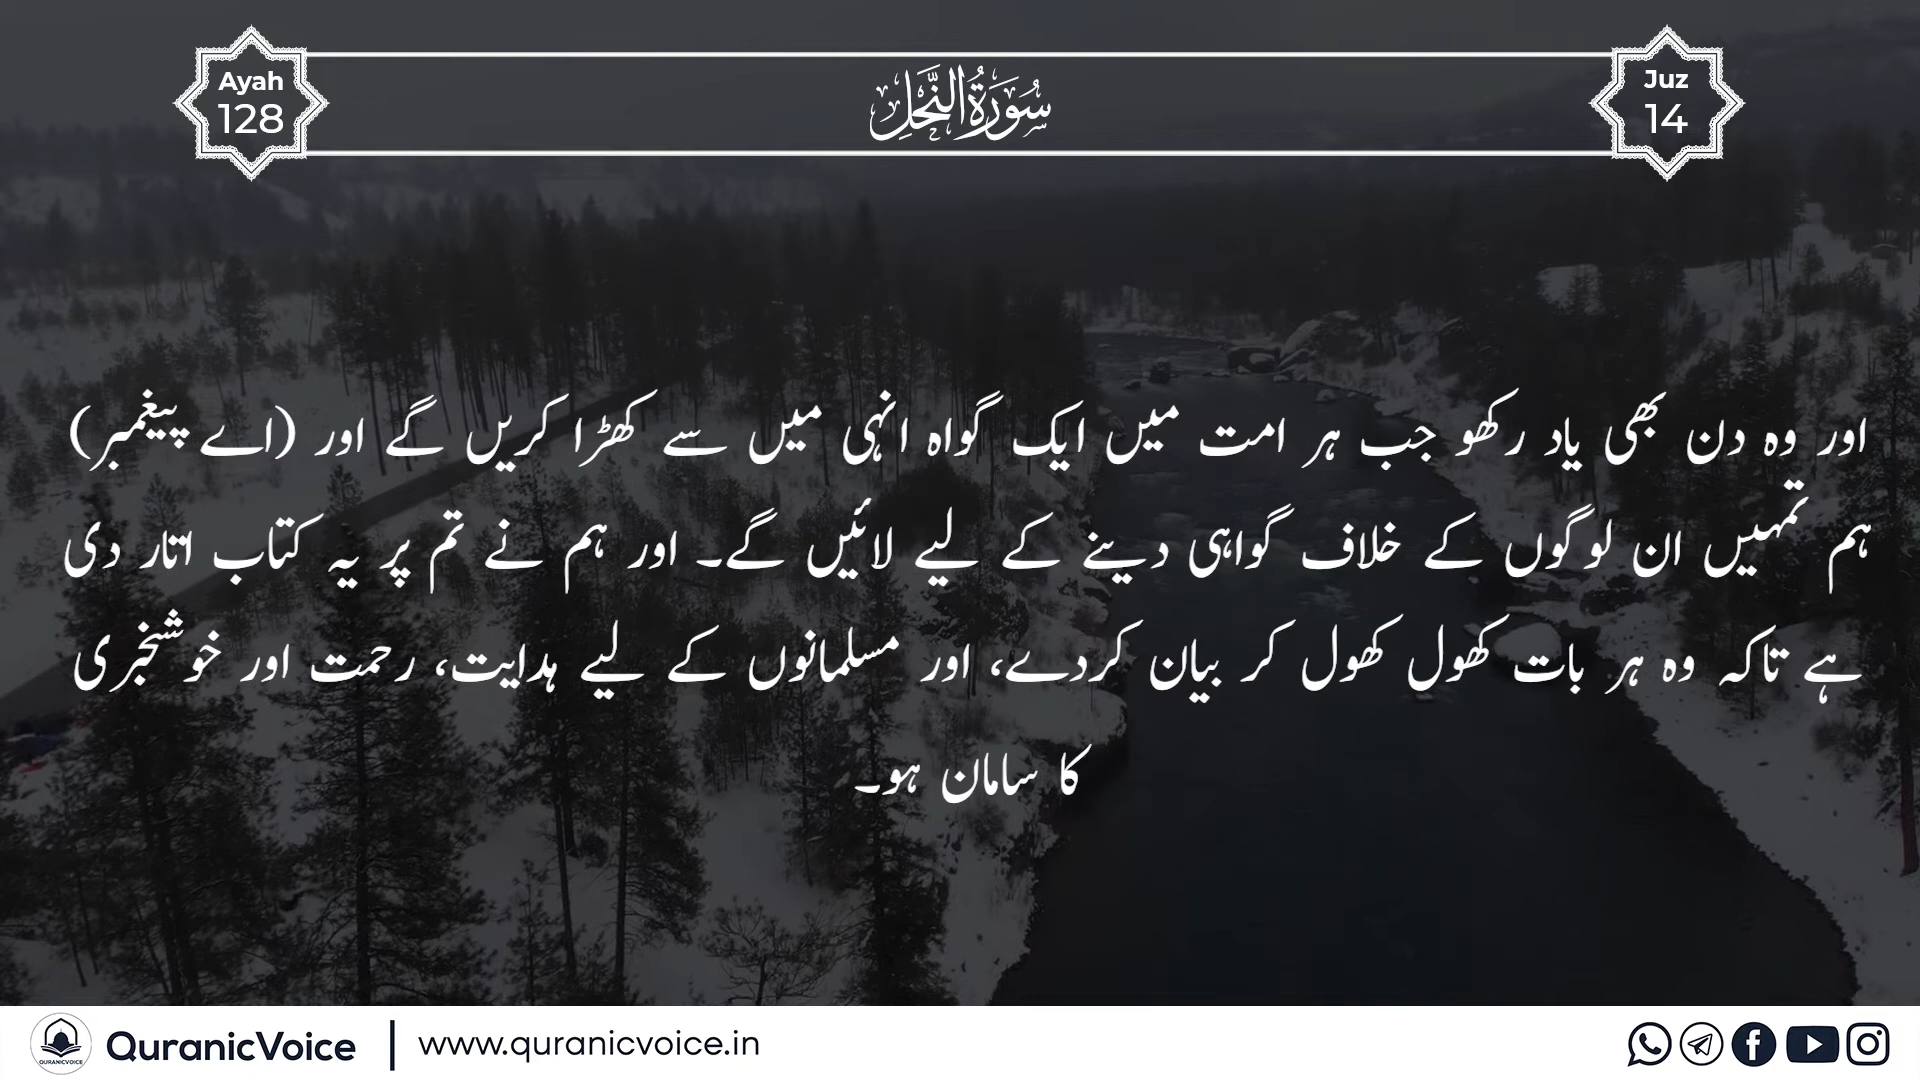 Ayah
128
سُورَةُ النَّحْلِ
Juz
14
اور وہ دن بھی یاد رکھو جب ہر امت میں ایک گواہ انہی میں سے کھڑا کریں گے اور (اے پیغمبر)
ہم تمہیں ان لوگوں کے خلاف گواہی دینے کے لیے لائیں گے۔ اور ہم نے تم پر یہ کتاب اتار دی
ہے تاکہ وہ ہر بات کھول کھول کر بیان کردے، اور مسلمانوں کے لیے ہدایت، رحمت اور خوشخبری
کا سامان ہو۔
QURANICVOICE
QuranicVoice | www.quranicvoice.in